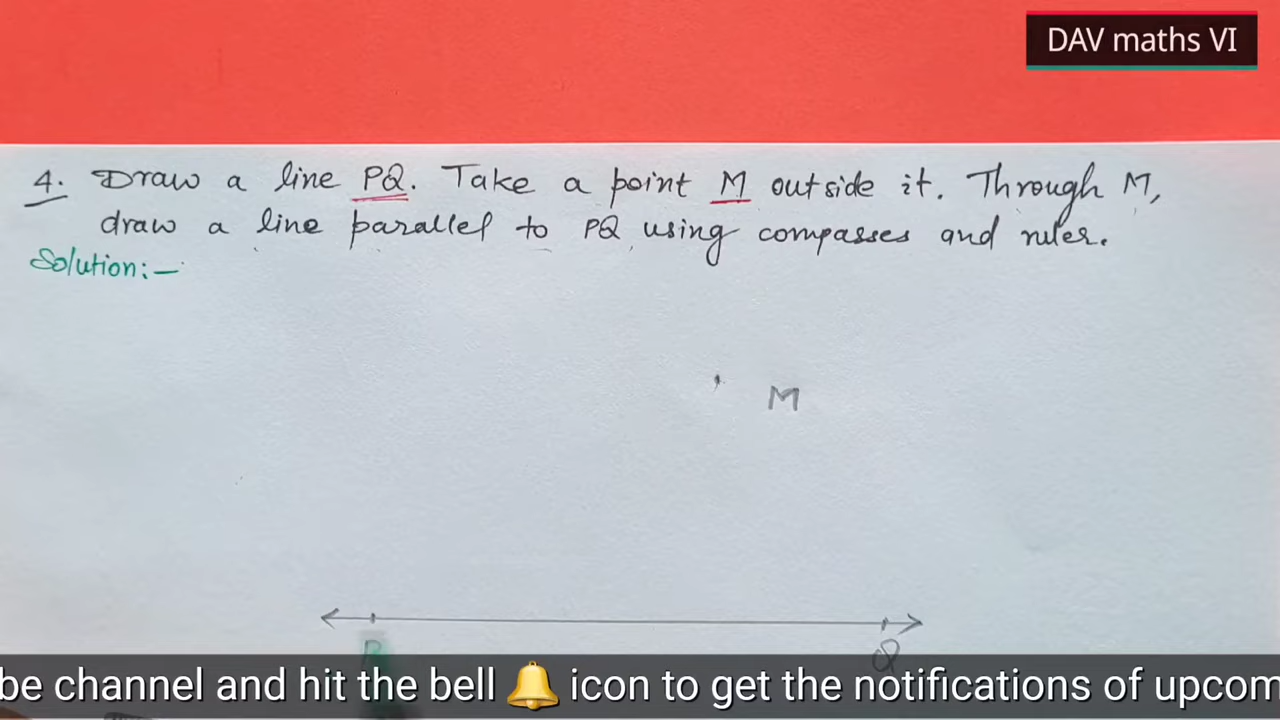 DAV maths VI
4. Draw a line PQ. Take a point M outside it. Through M,
draw a line parallel to PQ using compasses and ruler.
Solution:-
M
P
Q
be channel and hit the bell 🔔 icon to get the notifications of upcom